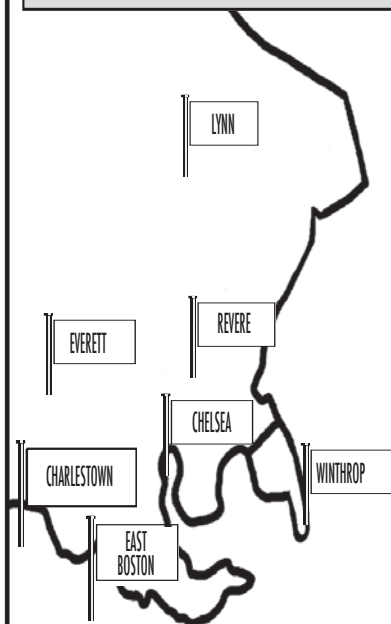 LYNN
REVERE
EVERETT
CHELSEA
CHARLESTOWN
WINTHROP
EAST
BOSTON